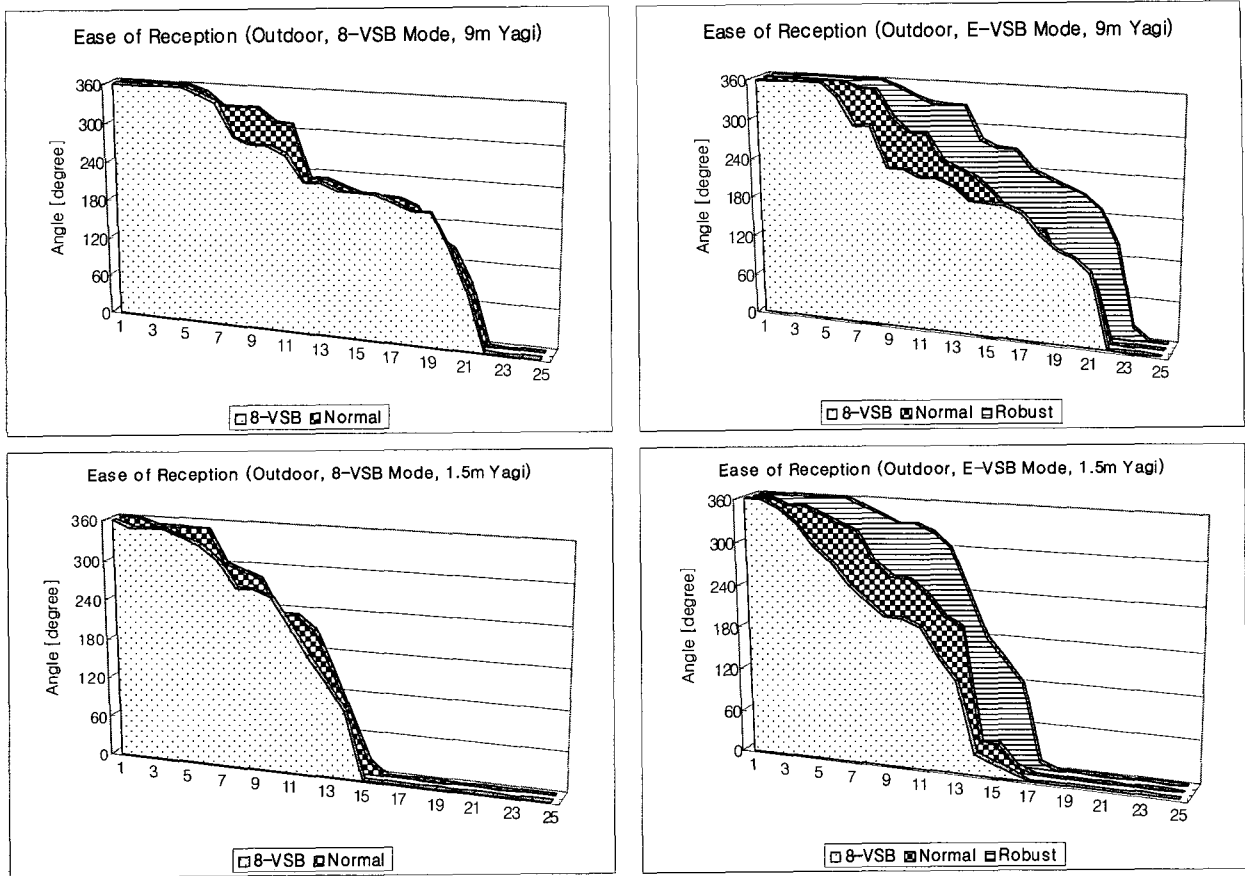 Ease of Reception (Outdoor, 8-VSB Mode, 9m Yagi)
Angle [degree]
360
300
240
180
120
60
0
1 3 5 7 9 11 13 15 17 19 21 23 25
8-VSB Normal
Ease of Reception (Outdoor, E-VSB Mode, 9m Yagi)
Angle [degree]
360
300
240
180
120
60
0
1 3 5 7 9 11 13 15 17 19 21 23 25
8-VSB Normal Robust
Ease of Reception (Outdoor, 8-VSB Mode, 1.5m Yagi)
Angle [degree]
360
300
240
180
120
60
0
1 3 5 7 9 11 13 15 17 19 21 23 25
8-VSB Normal
Ease of Reception (Outdoor, E-VSB Mode, 1.5m Yagi)
Angle [degree]
360
300
240
180
120
60
0
1 3 5 7 9 11 13 15 17 19 21 23 25
8-VSB Normal Robust